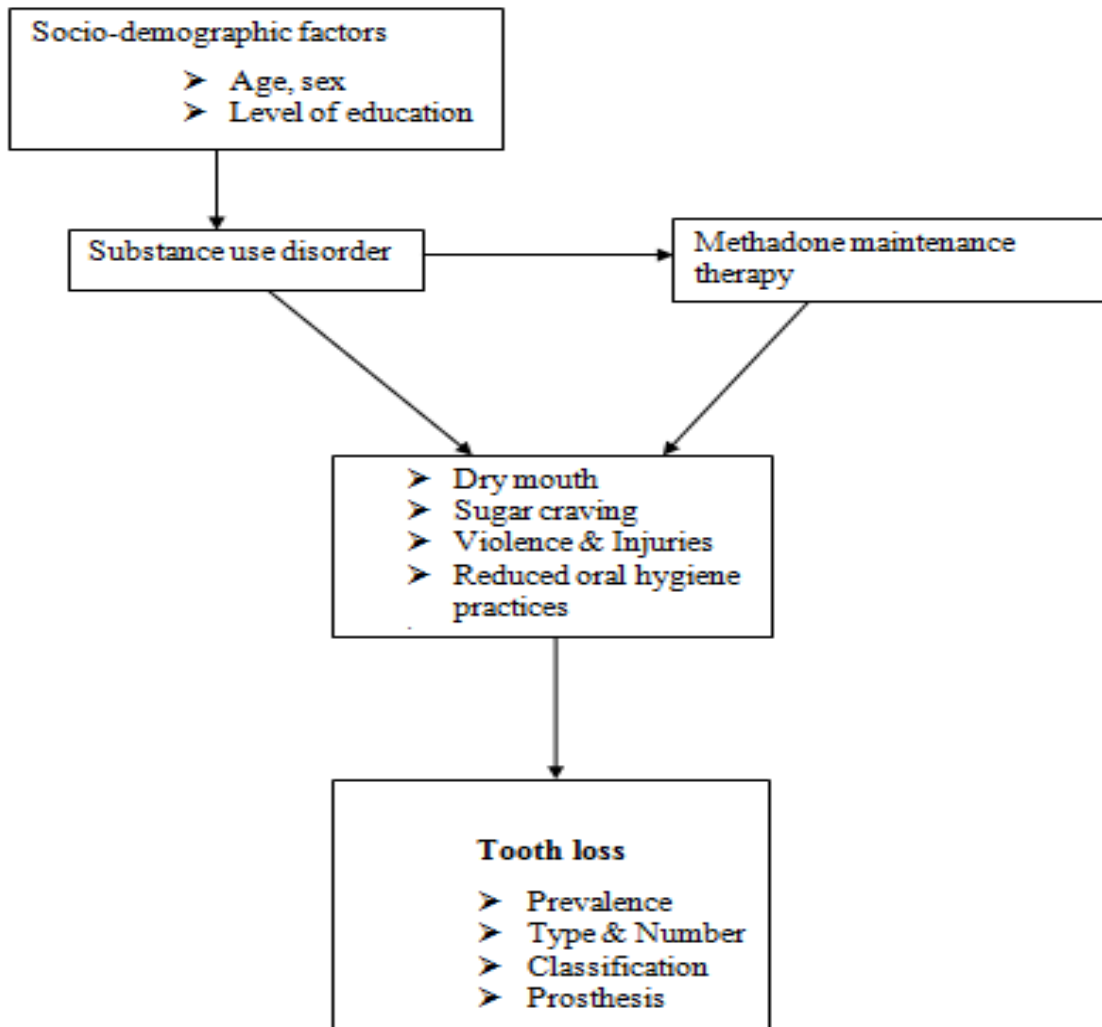 Socio-demographic factors
➤ Age, sex
➤ Level of education
Substance use disorder
Methadone maintenance
therapy
➤ Dry mouth
➤ Sugar craving
➤ Violence & Injuries
➤ Reduced oral hygiene
practices
.
Tooth loss
➤ Prevalence
➤ Type & Number
➤ Classification
➤ Prosthesis